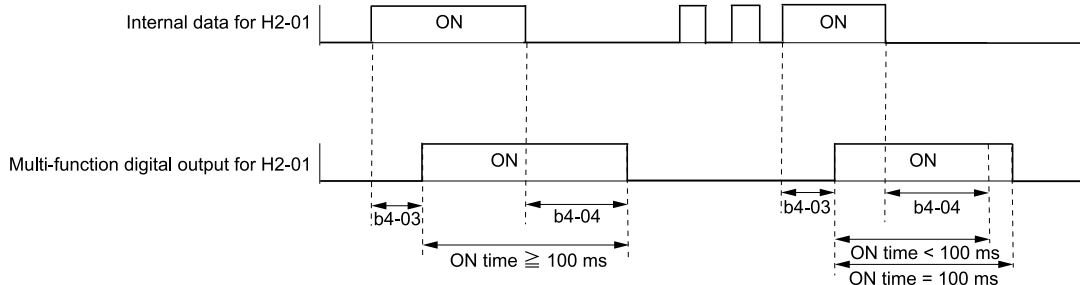 Internal data for H2-01
ON
ON
Multi-function digital output for H2-01
ON
ON
b4-03
b4-04
b4-03
b4-04
ON time ≧ 100 ms
ON time < 100 ms
ON time = 100 ms